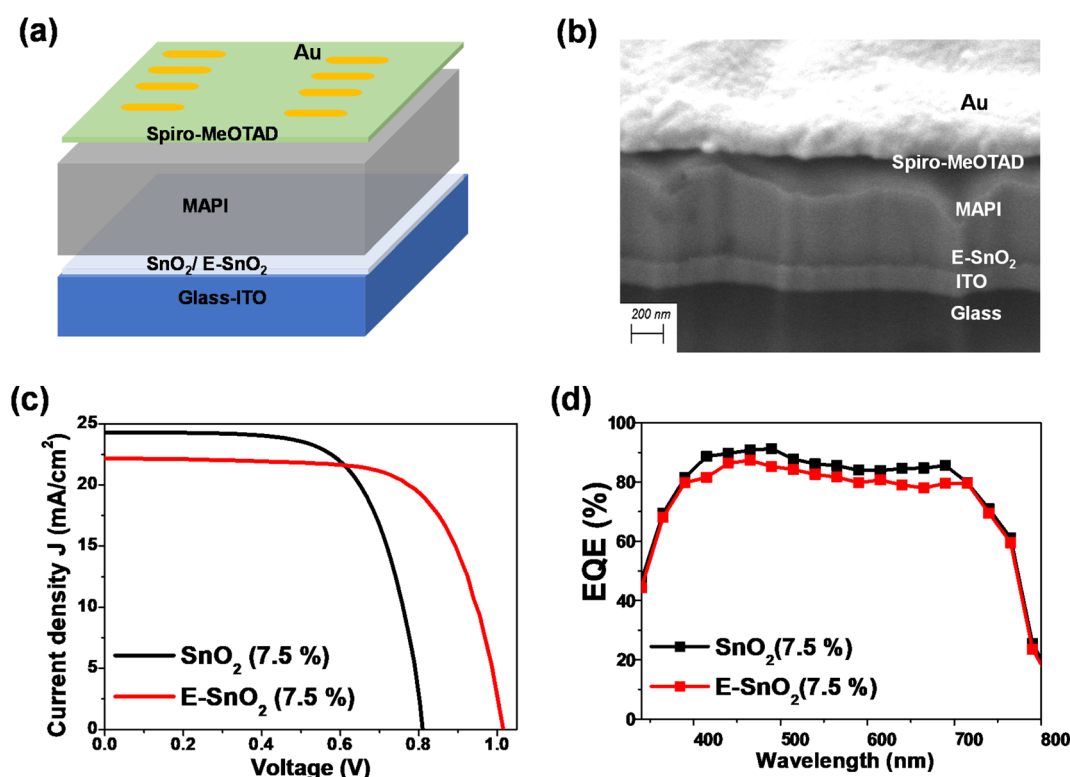 (a)
Au
Spiro-MeOTAD
MAPI
SnO₂/ E-SnO₂
Glass-ITO
(b)
Au
Spiro-MeOTAD
MAPI
E-SnO₂
ITO
Glass
200 nm
(c)
Current density J (mA/cm²)
25
20
15
10
5
0
0.0 0.2 0.4 0.6 0.8 1.0
Voltage (V)
SnO₂ (7.5 %)
E-SnO₂ (7.5 %)
(d)
EQE (%)
100
80
60
40
20
0
400 500 600 700 800
Wavelength (nm)
SnO₂(7.5 %)
E-SnO₂(7.5 %)